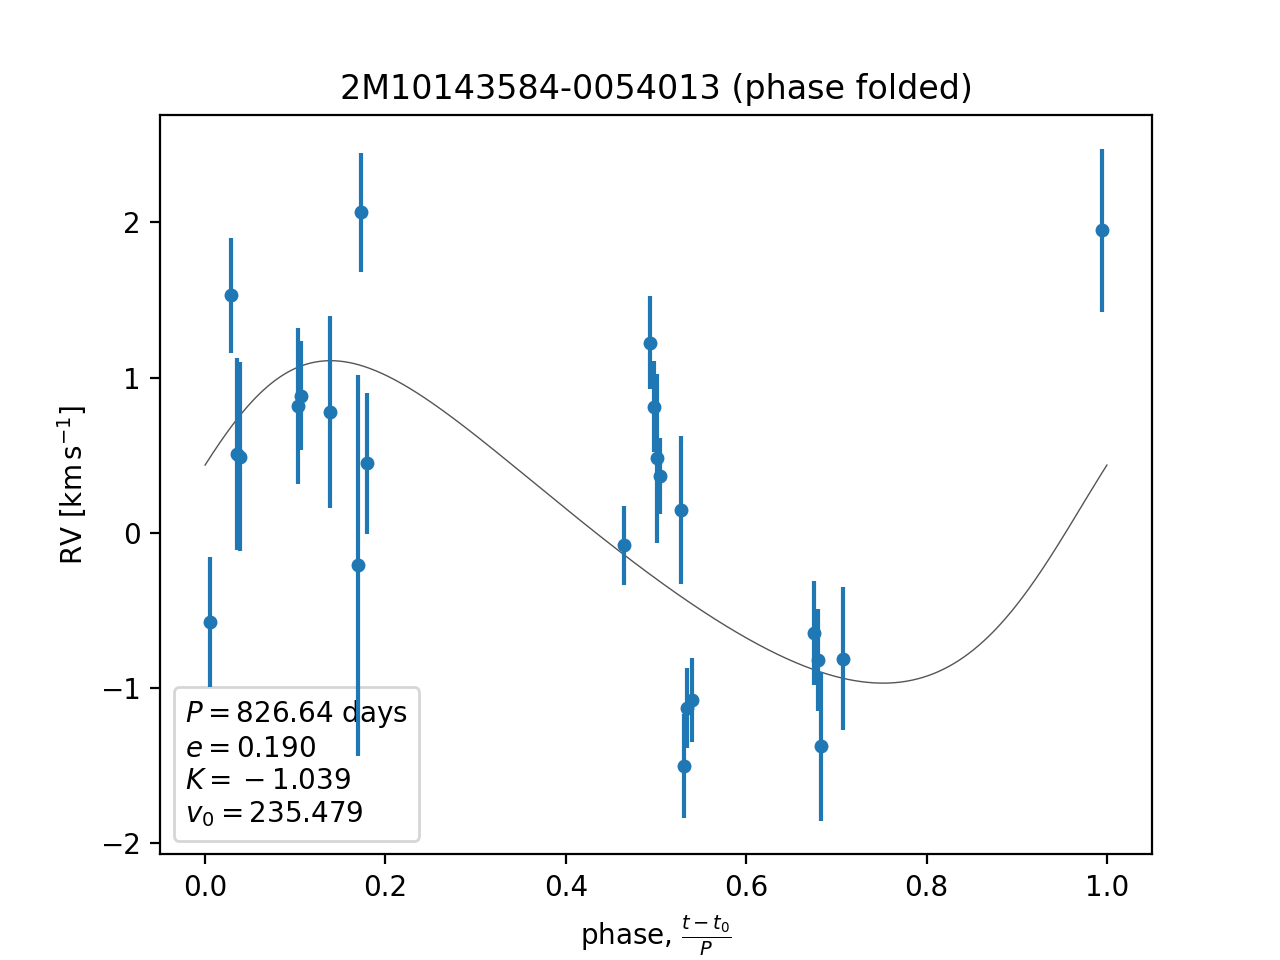 2M10143584-0054013 (phase folded)
RV [km s⁻¹]
2
1
0
−1
−2
P = 826.64 days
e = 0.190
K = −1.039
v₀ = 235.479
0.0 0.2 0.4 0.6 0.8 1.0
phase, (t − t₀)/P